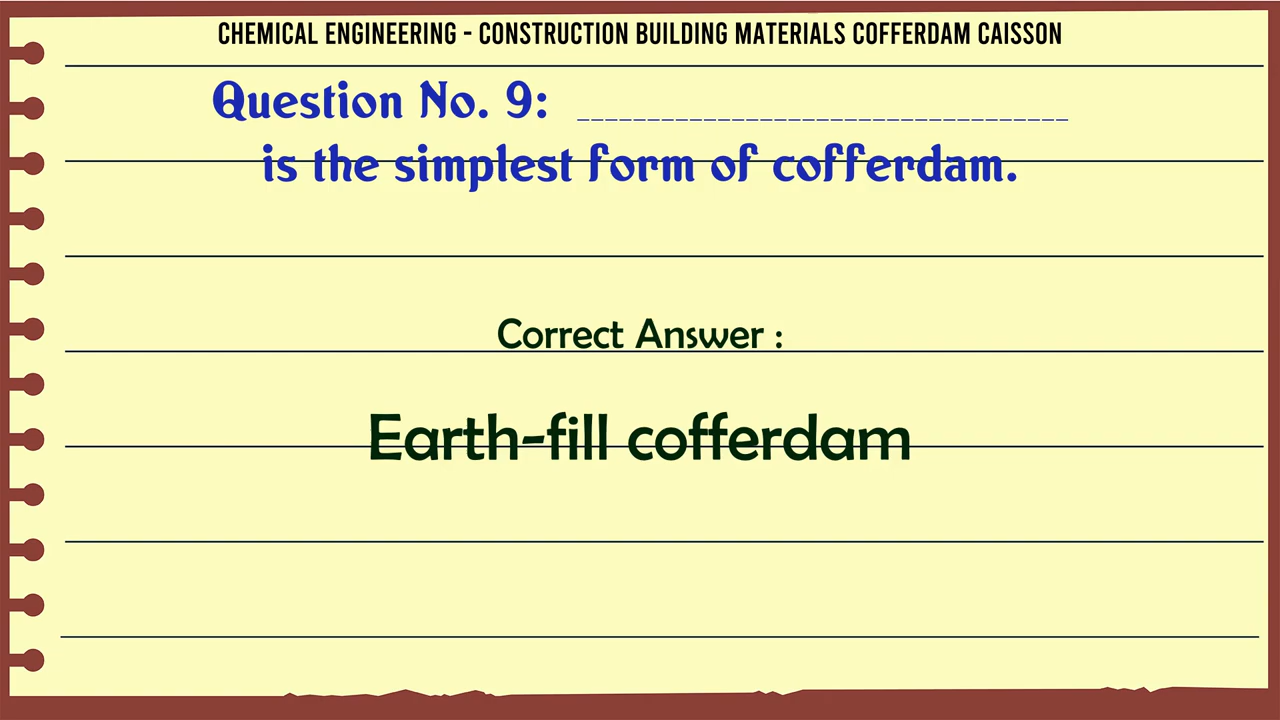 CHEMICAL ENGINEERING - CONSTRUCTION BUILDING MATERIALS COFFERDAM CAISSON
Question No. 9: ___________________________________
is the simplest form of cofferdam.
Correct Answer :
Earth-fill cofferdam